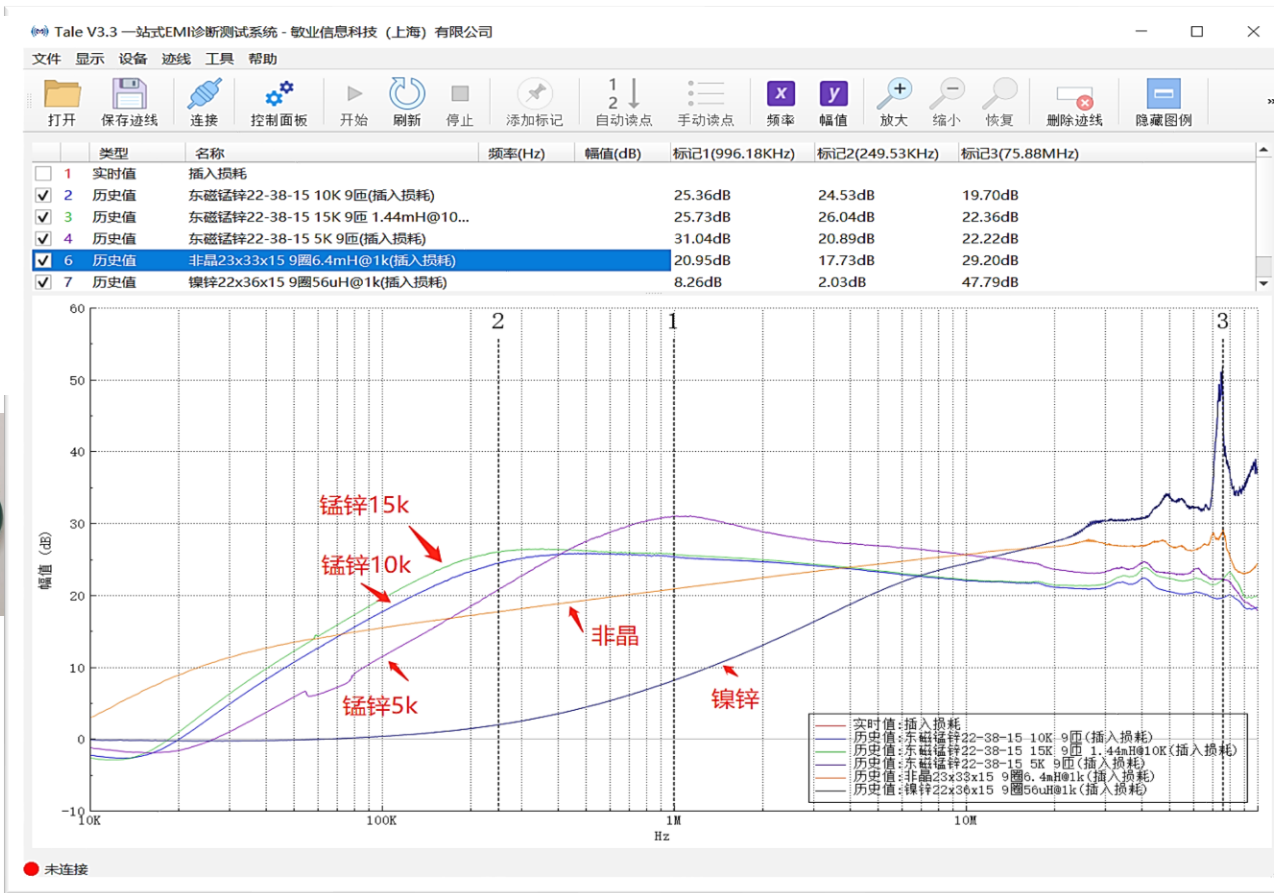 Tale V3.3 一站式EMI诊断测试系统 - 敏业信息科技（上海）有限公司
文件 显示 设备 迹线 工具 帮助
打开 保存迹线 连接 控制面板 开始 刷新 停止 添加标记 自动读点 手动读点 频率 幅值 放大 缩小 恢复 删除迹线 隐藏图例
类型 名称 频率(Hz) 幅值(dB) 标记1(996.18KHz) 标记2(249.53KHz) 标记3(75.88MHz)
1 实时值 插入损耗
2 历史值 东磁锰锌22-38-15 10K 9匝(插入损耗) 25.36dB 24.53dB 19.70dB
3 历史值 东磁锰锌22-38-15 15K 9匝 1.44mH@10... 25.73dB 26.04dB 22.36dB
4 历史值 东磁锰锌22-38-15 5K 9匝(插入损耗) 31.04dB 20.89dB 22.22dB
6 历史值 非晶23x33x15 9圈6.4mH@1k(插入损耗) 20.95dB 17.73dB 29.20dB
7 历史值 镍锌22x36x15 9圈56uH@1k(插入损耗) 8.26dB 2.03dB 47.79dB
60
2 1 3
50
40
锰锌15k
30
幅值 (dB)
锰锌10k
20
非晶
10
锰锌5k
镍锌
0
-10
实时值:插入损耗
历史值:东磁锰锌22-38-15 10K 9匝(插入损耗)
历史值:东磁锰锌22-38-15 15K 9匝 1.44mH@10K(插入损耗)
历史值:东磁锰锌22-38-15 5K 9匝(插入损耗)
历史值:非晶23x33x15 9圈6.4mH@1k(插入损耗)
历史值:镍锌22x36x15 9圈56uH@1k(插入损耗)
10K 100K 1M 10M
Hz
未连接